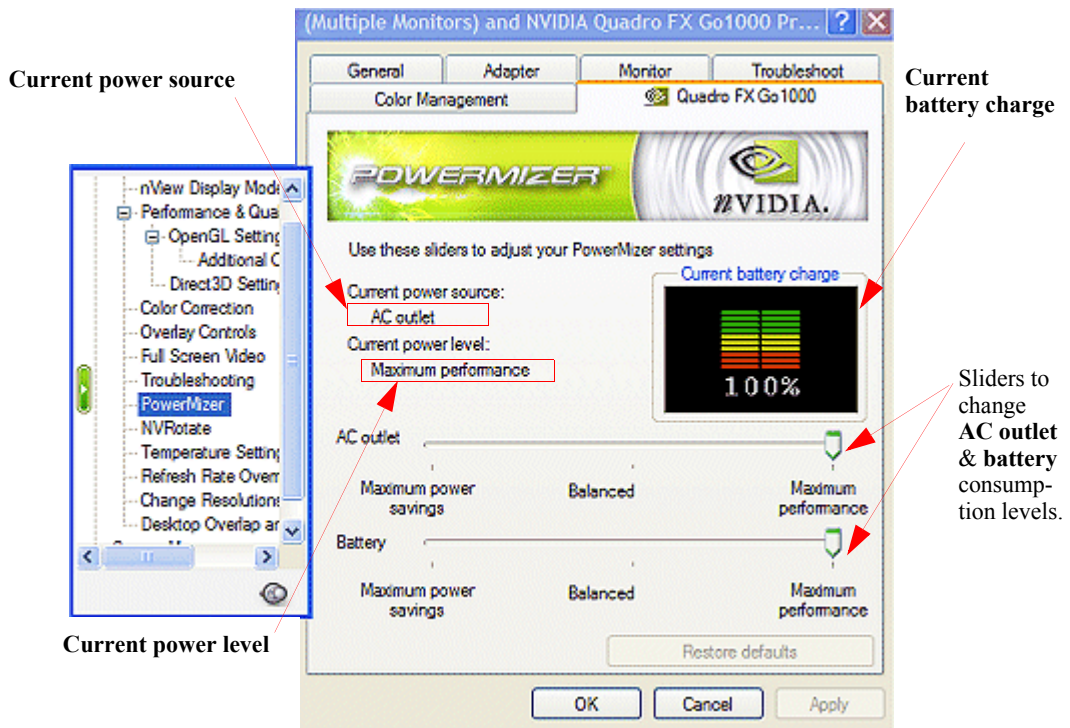 (Multiple Monitors) and NVIDIA Quadro FX Go1000 Pr...
General
Adapter
Monitor
Troubleshoot
Color Management
Quadro FX Go1000
Current power source
Current
battery charge
POWERMIZER
nVIDIA.
nView Display Mode
Performance & Qua
OpenGL Setting
Additional C
Direct3D Settin
Color Correction
Overlay Controls
Full Screen Video
Troubleshooting
PowerMizer
NVRotate
Temperature Setting
Refresh Rate Overr
Change Resolutions
Desktop Overlap an
Use these sliders to adjust your PowerMizer settings
Current power source:
AC outlet
Current power level:
Maximum performance
Current battery charge
100%
AC outlet
Maximum power
savings
Balanced
Maximum
performance
Battery
Maximum power
savings
Balanced
Maximum
performance
Sliders to
change
AC outlet
& battery
consump-
tion levels.
Current power level
Restore defaults
OK
Cancel
Apply